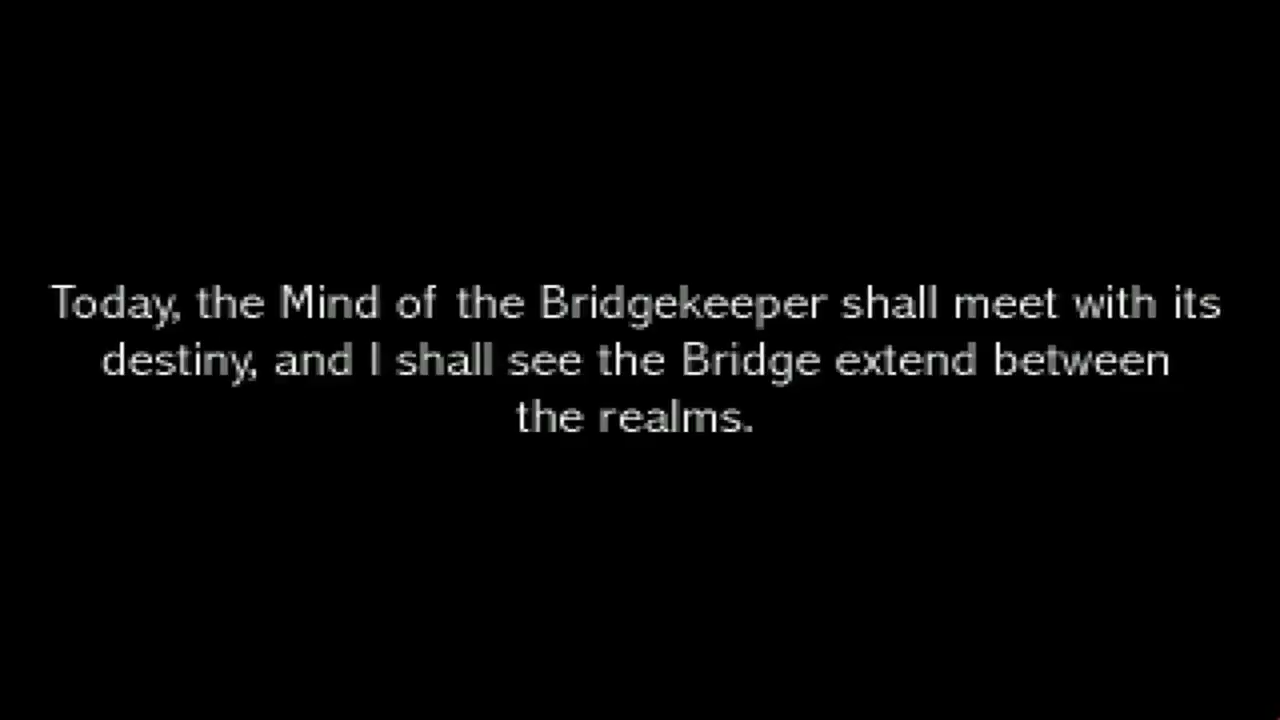 Today, the Mind of the Bridgekeeper shall meet with its
destiny, and I shall see the Bridge extend between
the realms.